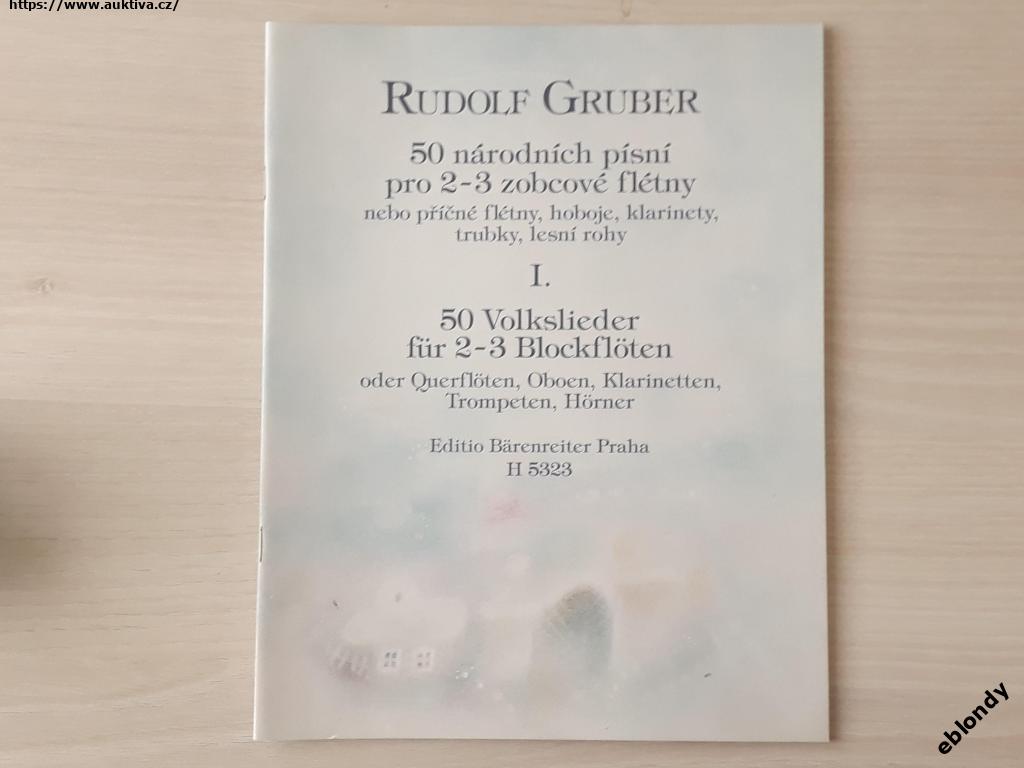 https://www.auktiva.cz/
RUDOLF GRUBER
50 národních písní
pro 2-3 zobcové flétny
nebo příčné flétny, hoboje, klarinety,
trubky, lesní rohy
I.
50 Volkslieder
für 2-3 Blockflöten
oder Querflöten, Oboen, Klarinetten,
Trompeten, Hörner
Editio Bärenreiter Praha
H 5323
eblondy